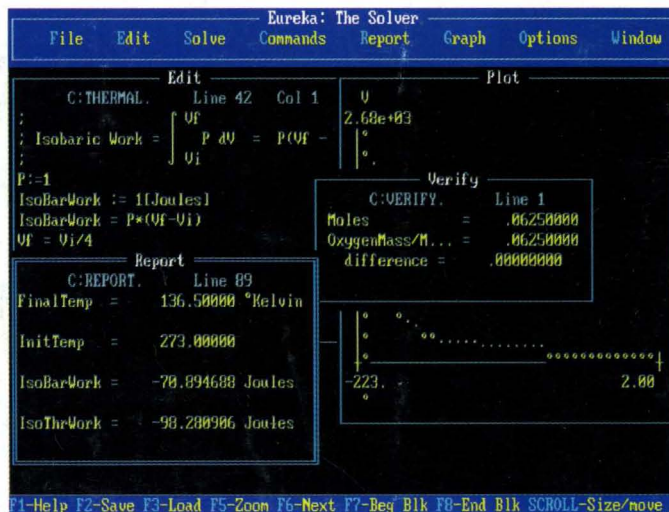 Eureka: The Solver
File Edit Solve Commands Report Graph Options Window
Edit
C:THERMAL. Line 42 Col 1
; ⌠ Vf
; Isobaric Work = │ P dV = P(Vf -
; ⌡ Vi
P:=1
IsoBarWork := 1[Joules]
IsoBarWork = P*(Vf-Vi)
Vf = Vi/4
Plot
V
2.68e+03
-223. 2.00
Verify
C:VERIFY. Line 1
Moles = .06250000
OxygenMass/M... = .06250000
difference = .00000000
Report
C:REPORT. Line 89
FinalTemp = 136.50000 °Kelvin
InitTemp = 273.00000
IsoBarWork = -70.894688 Joules
IsoThrWork = -98.280906 Joules
F1-Help F2-Save F3-Load F5-Zoom F6-Next F7-Beg Blk F8-End Blk SCROLL-Size/move